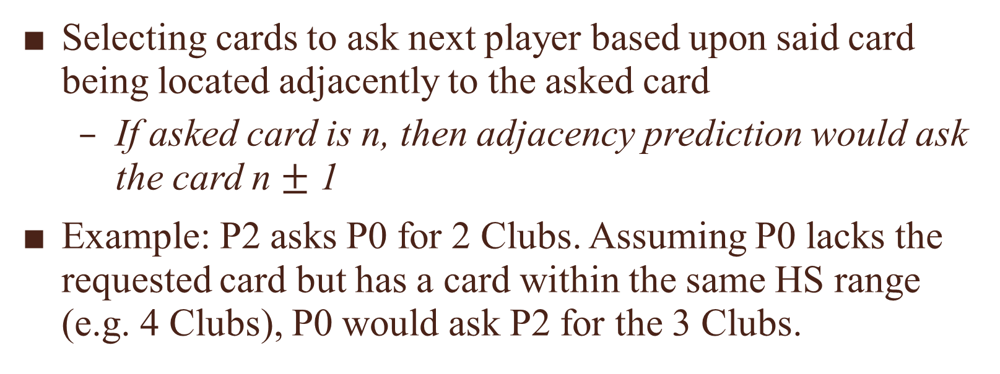 ■ Selecting cards to ask next player based upon said card
being located adjacently to the asked card
– If asked card is n, then adjacency prediction would ask
the card n ± 1
■ Example: P2 asks P0 for 2 Clubs. Assuming P0 lacks the
requested card but has a card within the same HS range
(e.g. 4 Clubs), P0 would ask P2 for the 3 Clubs.